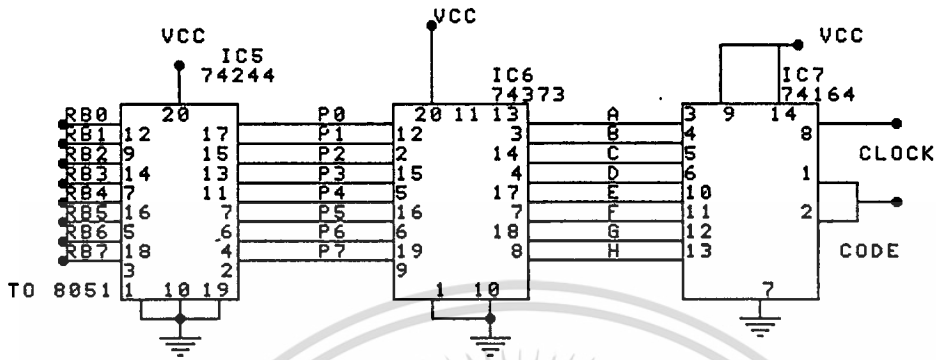 VCC
VCC
VCC
IC5
74244
IC6
74373
IC7
74164
RB0
RB1
RB2
RB3
RB4
RB5
RB6
RB7
TO 8051
20
12
9
14
7
16
5
18
3
17
15
13
11
7
6
4
2
1 10 19
P0
P1
P2
P3
P4
P5
P6
P7
20 11 13
12
2
15
5
16
6
19
9
3
14
4
17
7
18
8
1 10
A
B
C
D
E
F
G
H
3 9 14
4
5
6
10
11
12
13
8
1
2
7
CLOCK
CODE